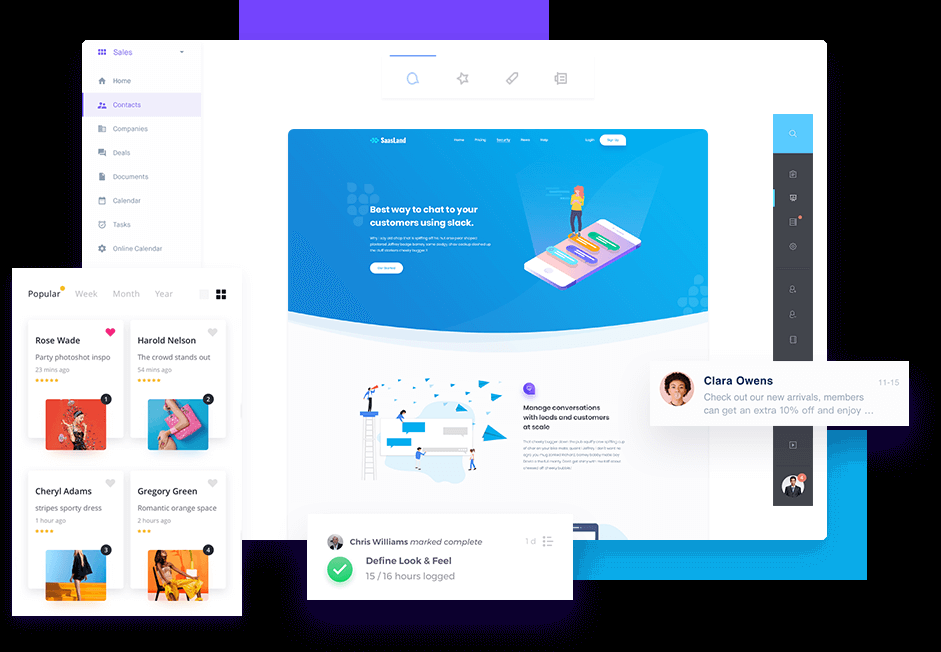 Sales
Home
Contacts
Companies
Deals
Documents
Calendar
Tasks
Online Calendar
SaasLand
Home Pricing Security News Help Login Sign Up
Best way to chat to your
customers using slack.
Get Started
Manage conversations
with leads and customers
at scale
Popular Week Month Year
Rose Wade
Party photoshot inspo
23 mins ago
1
Harold Nelson
The crowd stands out
54 mins ago
2
Cheryl Adams
stripes sporty dress
1 hour ago
3
Gregory Green
Romantic orange space
2 hours ago
4
Clara Owens 11-15
Check out our new arrivals, members
can get an extra 10% off and enjoy ...
4
Chris Williams marked complete 1 d
Define Look & Feel
15 / 16 hours logged